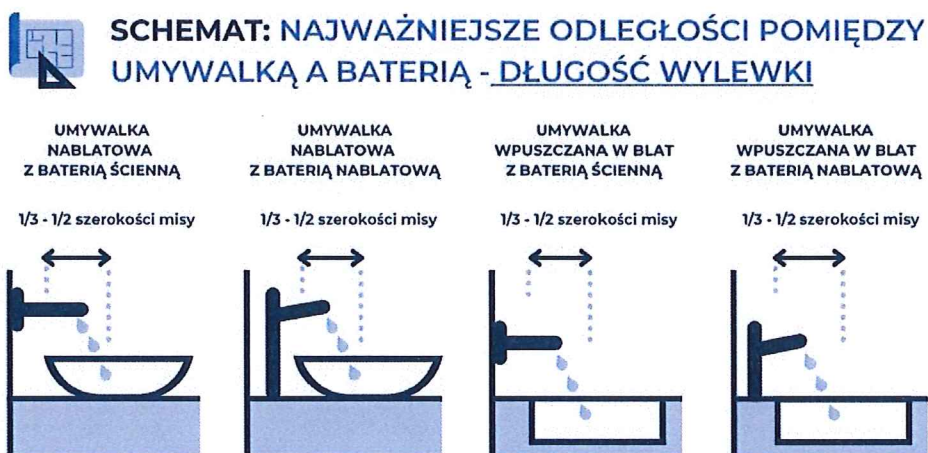 SCHEMAT: NAJWAŻNIEJSZE ODLEGŁOŚCI POMIĘDZY
UMYWALKĄ A BATERIĄ - DŁUGOŚĆ WYLEWKI
UMYWALKA
NABLATOWA
Z BATERIĄ ŚCIENNĄ
1/3 - 1/2 szerokości misy
UMYWALKA
NABLATOWA
Z BATERIĄ NABLATOWĄ
1/3 - 1/2 szerokości misy
UMYWALKA
WPUSZCZANA W BLAT
Z BATERIĄ ŚCIENNĄ
1/3 - 1/2 szerokości misy
UMYWALKA
WPUSZCZANA W BLAT
Z BATERIĄ NABLATOWĄ
1/3 - 1/2 szerokości misy